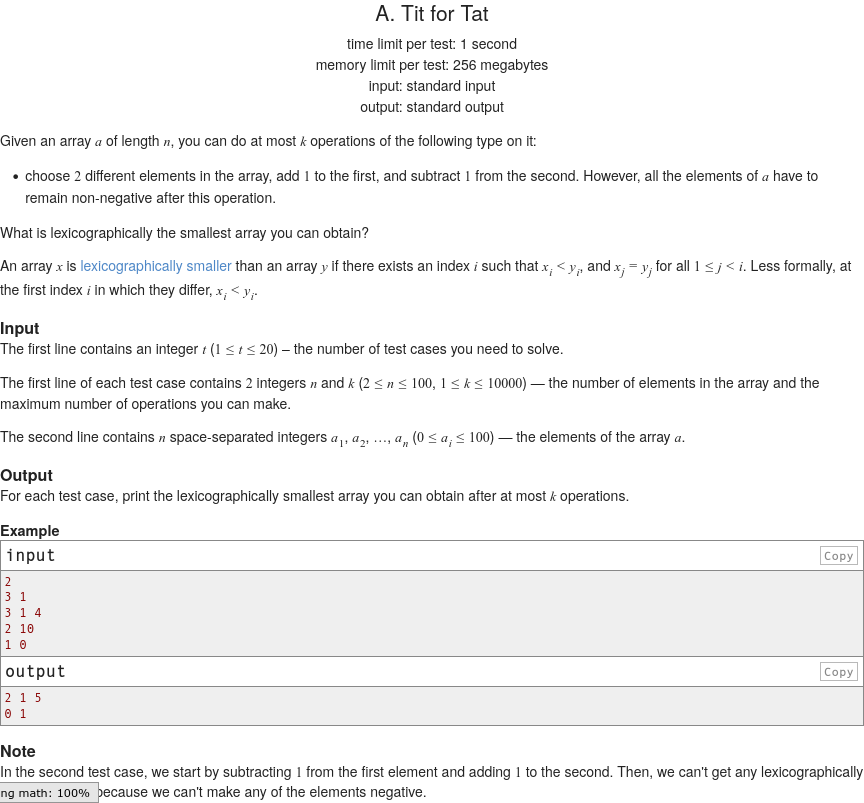 A. Tit for Tat
time limit per test: 1 second
memory limit per test: 256 megabytes
input: standard input
output: standard output
Given an array a of length n, you can do at most k operations of the following type on it:
• choose 2 different elements in the array, add 1 to the first, and subtract 1 from the second. However, all the elements of a have to
remain non-negative after this operation.
What is lexicographically the smallest array you can obtain?
An array x is lexicographically smaller than an array y if there exists an index i such that x_i < y_i, and x_j = y_j for all 1 ≤ j < i. Less formally, at
the first index i in which they differ, x_i < y_i.
Input
The first line contains an integer t (1 ≤ t ≤ 20) – the number of test cases you need to solve.
The first line of each test case contains 2 integers n and k (2 ≤ n ≤ 100, 1 ≤ k ≤ 10000) — the number of elements in the array and the
maximum number of operations you can make.
The second line contains n space-separated integers a_1, a_2, …, a_n (0 ≤ a_i ≤ 100) — the elements of the array a.
Output
For each test case, print the lexicographically smallest array you can obtain after at most k operations.
Example
input Copy
2
3 1
3 1 4
2 10
1 0
output Copy
2 1 5
0 1
Note
In the second test case, we start by subtracting 1 from the first element and adding 1 to the second. Then, we can't get any lexicographically
ng math: 100% because we can't make any of the elements negative.